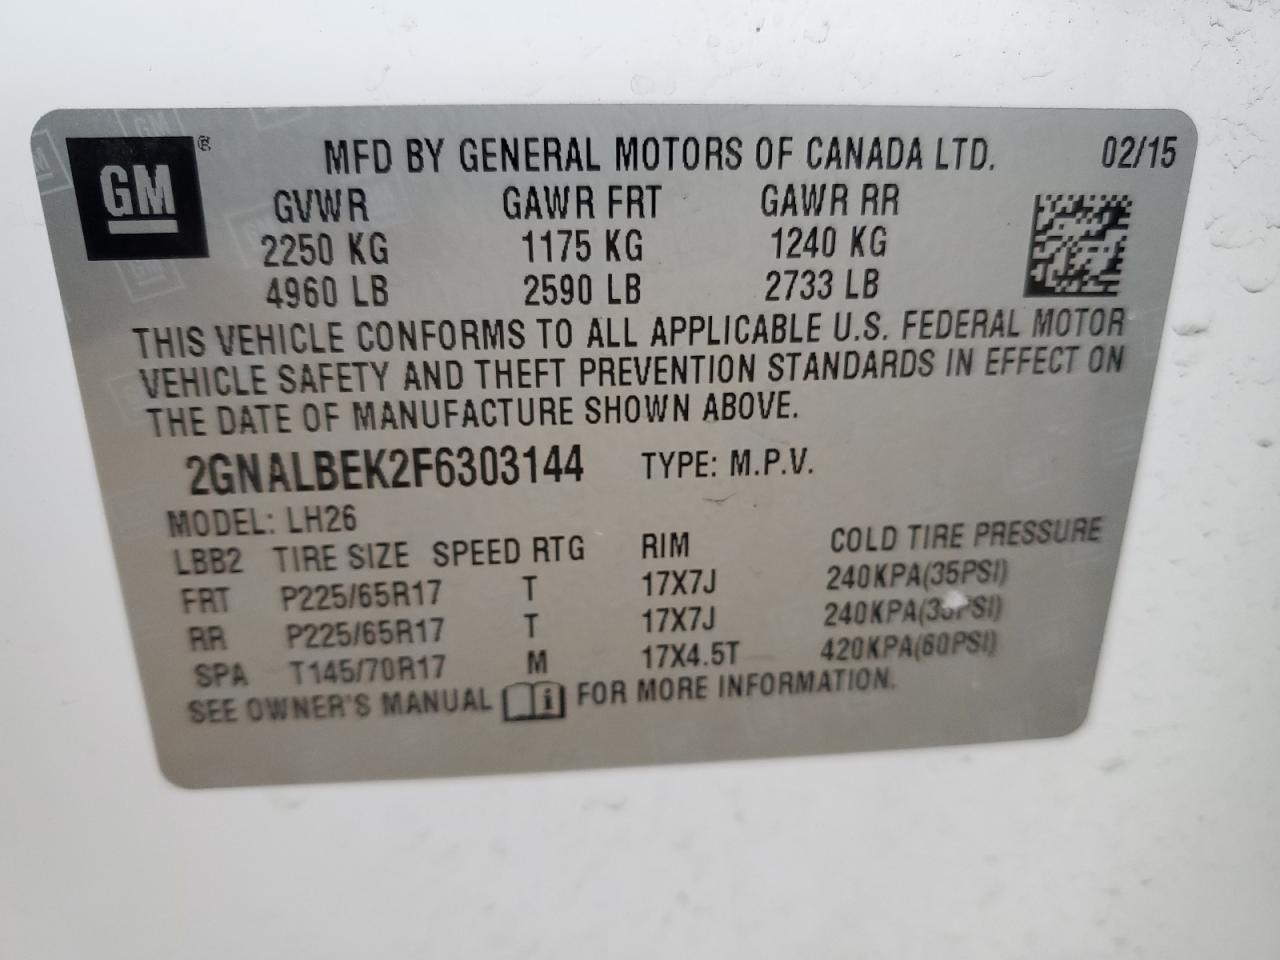 GM ®
MFD BY GENERAL MOTORS OF CANADA LTD. 02/15
GVWR GAWR FRT GAWR RR
2250 KG 1175 KG 1240 KG
4960 LB 2590 LB 2733 LB
THIS VEHICLE CONFORMS TO ALL APPLICABLE U.S. FEDERAL MOTOR
VEHICLE SAFETY AND THEFT PREVENTION STANDARDS IN EFFECT ON
THE DATE OF MANUFACTURE SHOWN ABOVE.
2GNALBEK2F6303144 TYPE: M.P.V.
MODEL: LH26
LBB2 TIRE SIZE SPEED RTG RIM COLD TIRE PRESSURE
FRT P225/65R17 T 17X7J 240KPA(35PSI)
RR P225/65R17 T 17X7J 240KPA(35PSI)
SPA T145/70R17 M 17X4.5T 420KPA(60PSI)
SEE OWNER'S MANUAL i FOR MORE INFORMATION.